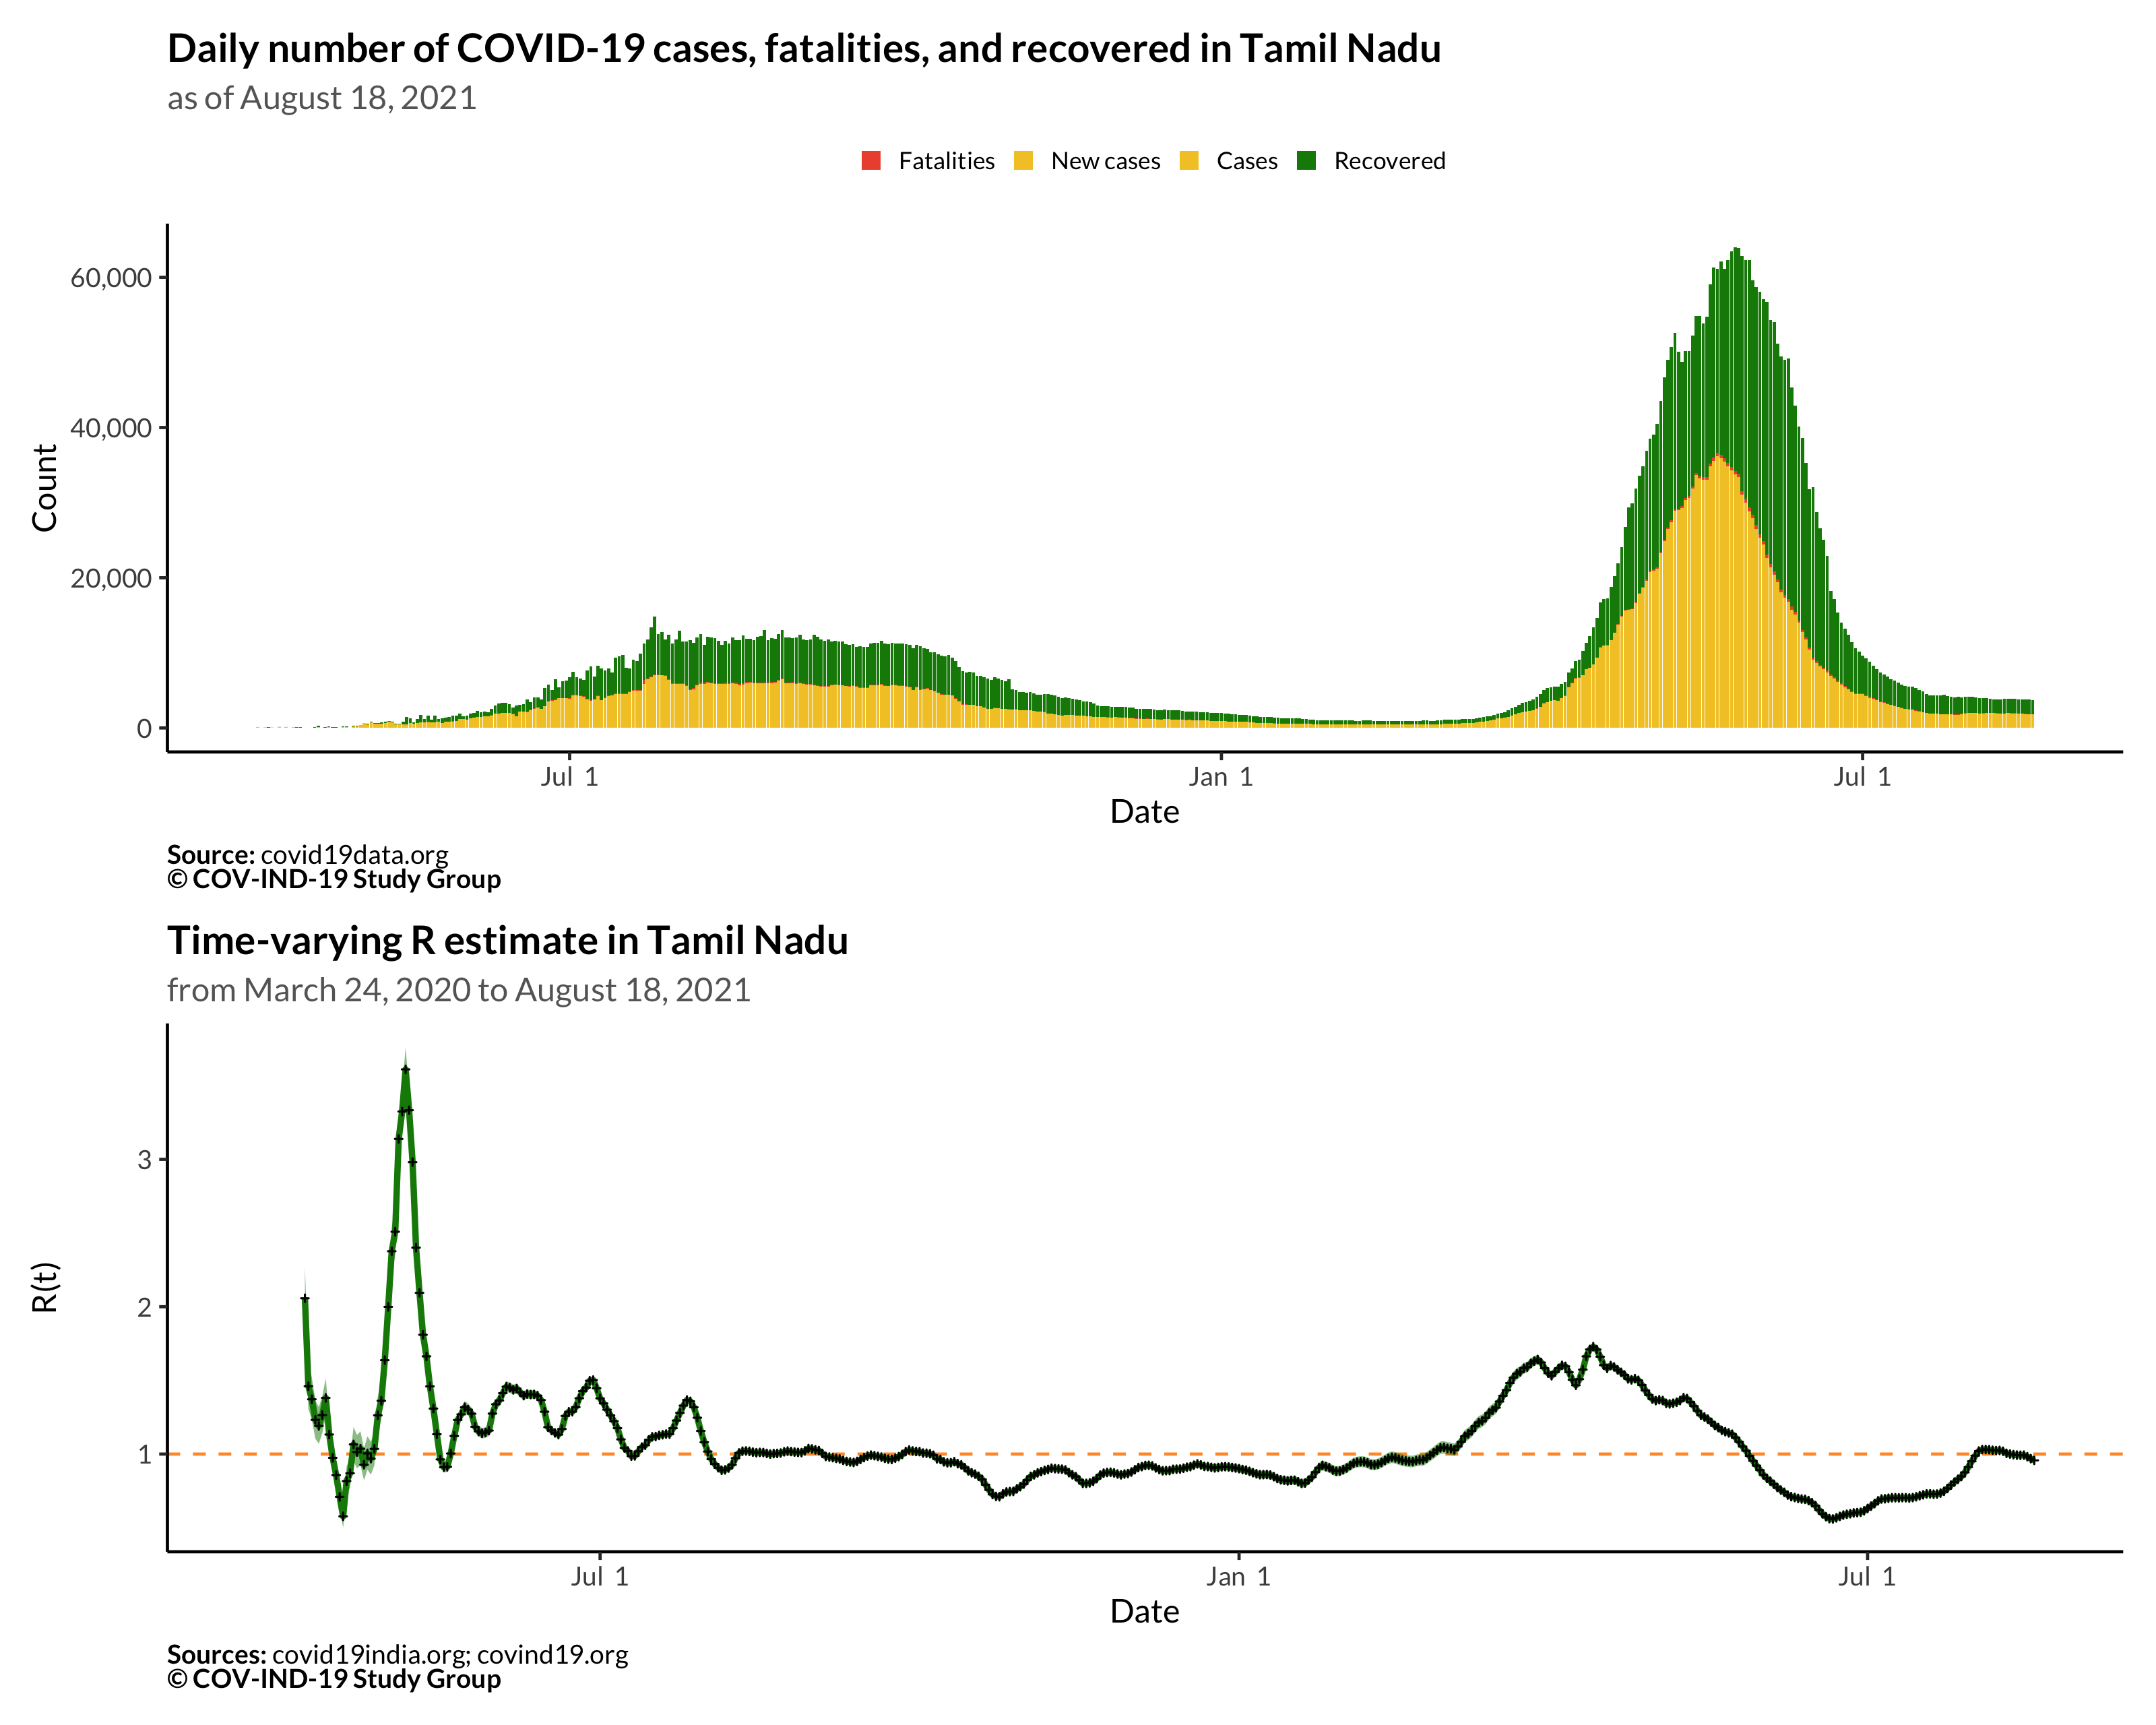 Daily number of COVID-19 cases, fatalities, and recovered in Tamil Nadu
as of August 18, 2021
Fatalities New cases Cases Recovered
60,000
40,000
20,000
0
Count
Jul 1 Jan 1 Jul 1
Date
Source: covid19data.org
© COV-IND-19 Study Group
Time-varying R estimate in Tamil Nadu
from March 24, 2020 to August 18, 2021
3
2
1
R(t)
Jul 1 Jan 1 Jul 1
Date
Sources: covid19india.org; covind19.org
© COV-IND-19 Study Group